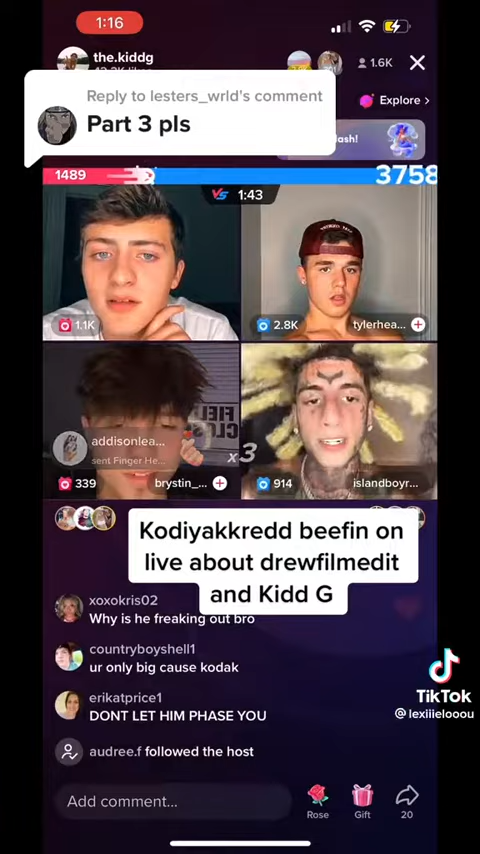 1:16
the.kiddg
1.6K
Reply to lesters_wrld's comment
Part 3 pls
Explore >
1489
3758
VS 1:43
1.1K
2.8K
tylerhea...
addisonlea...
sent Finger He...
x3
339
brystin_...
914
islandboyr...
Kodiyakkredd beefin on
live about drewfilmedit
and Kidd G
xoxokris02
Why is he freaking out bro
countryboyshell1
ur only big cause kodak
erikatprice1
DONT LET HIM PHASE YOU
audree.f followed the host
TikTok
@lexiiielooou
Add comment...
Rose
Gift
20